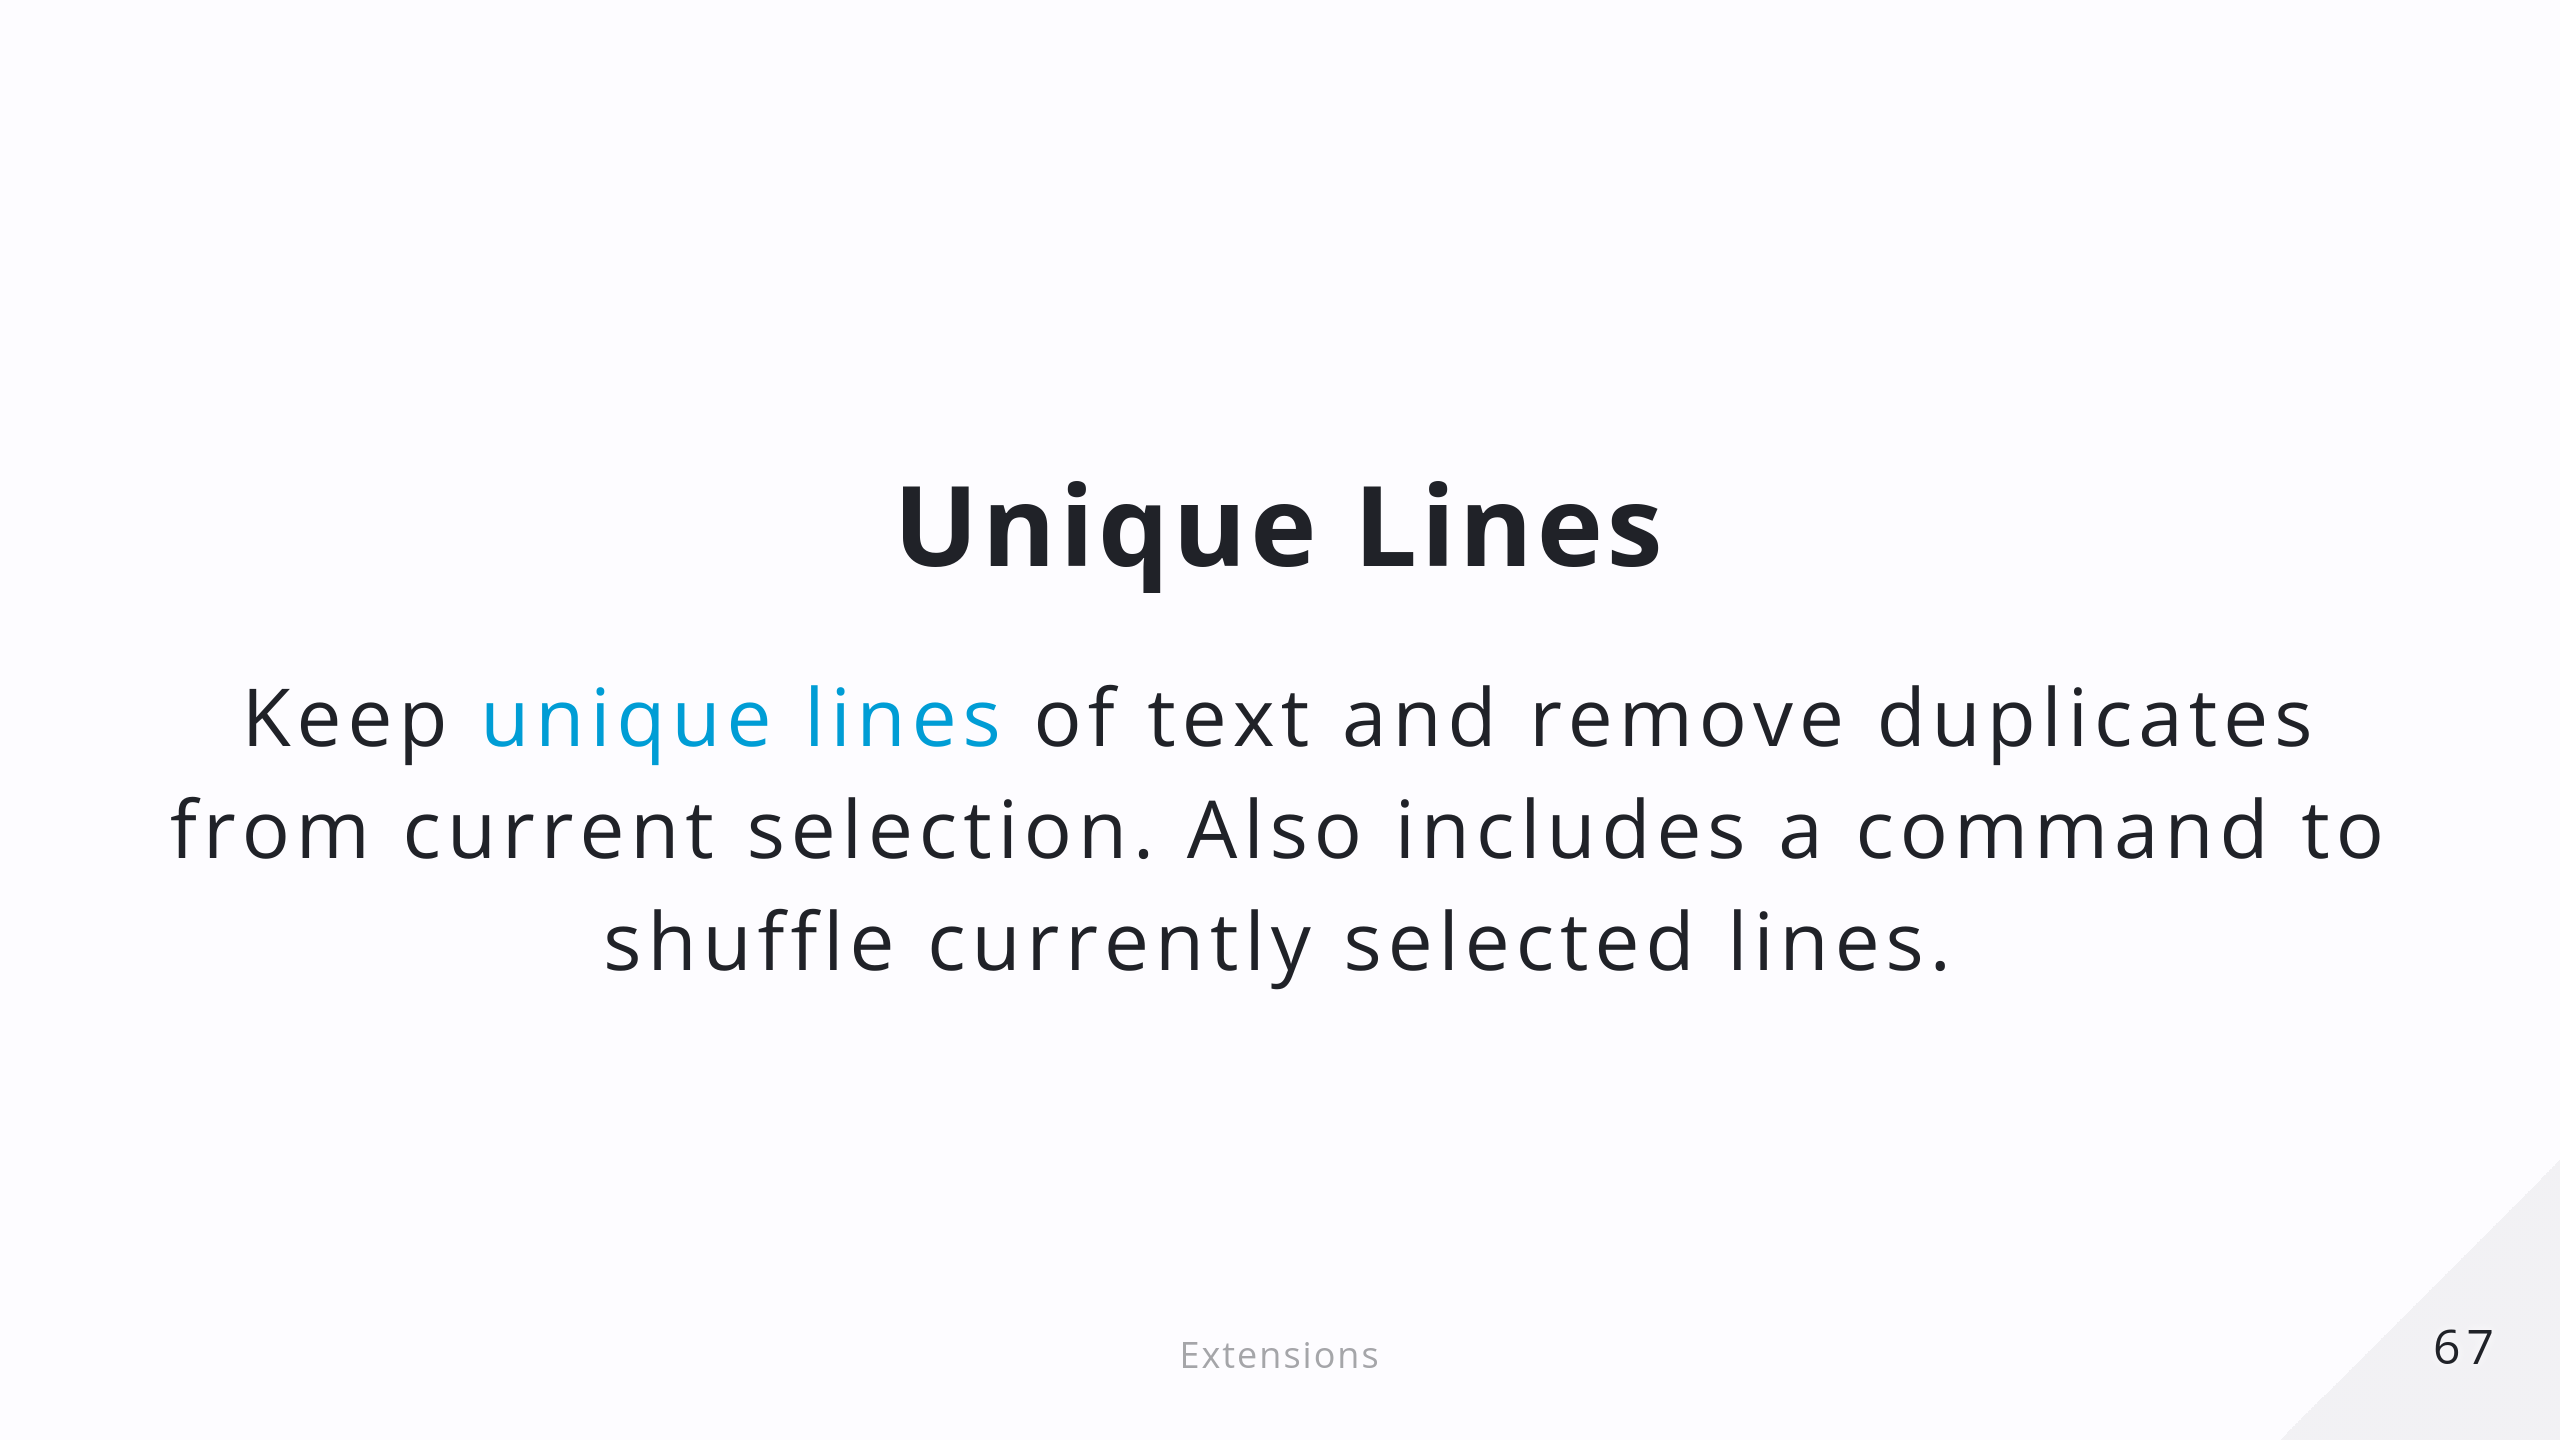 Unique Lines
Keep unique lines of text and remove duplicates
from current selection. Also includes a command to
shuffle currently selected lines.
Extensions
67